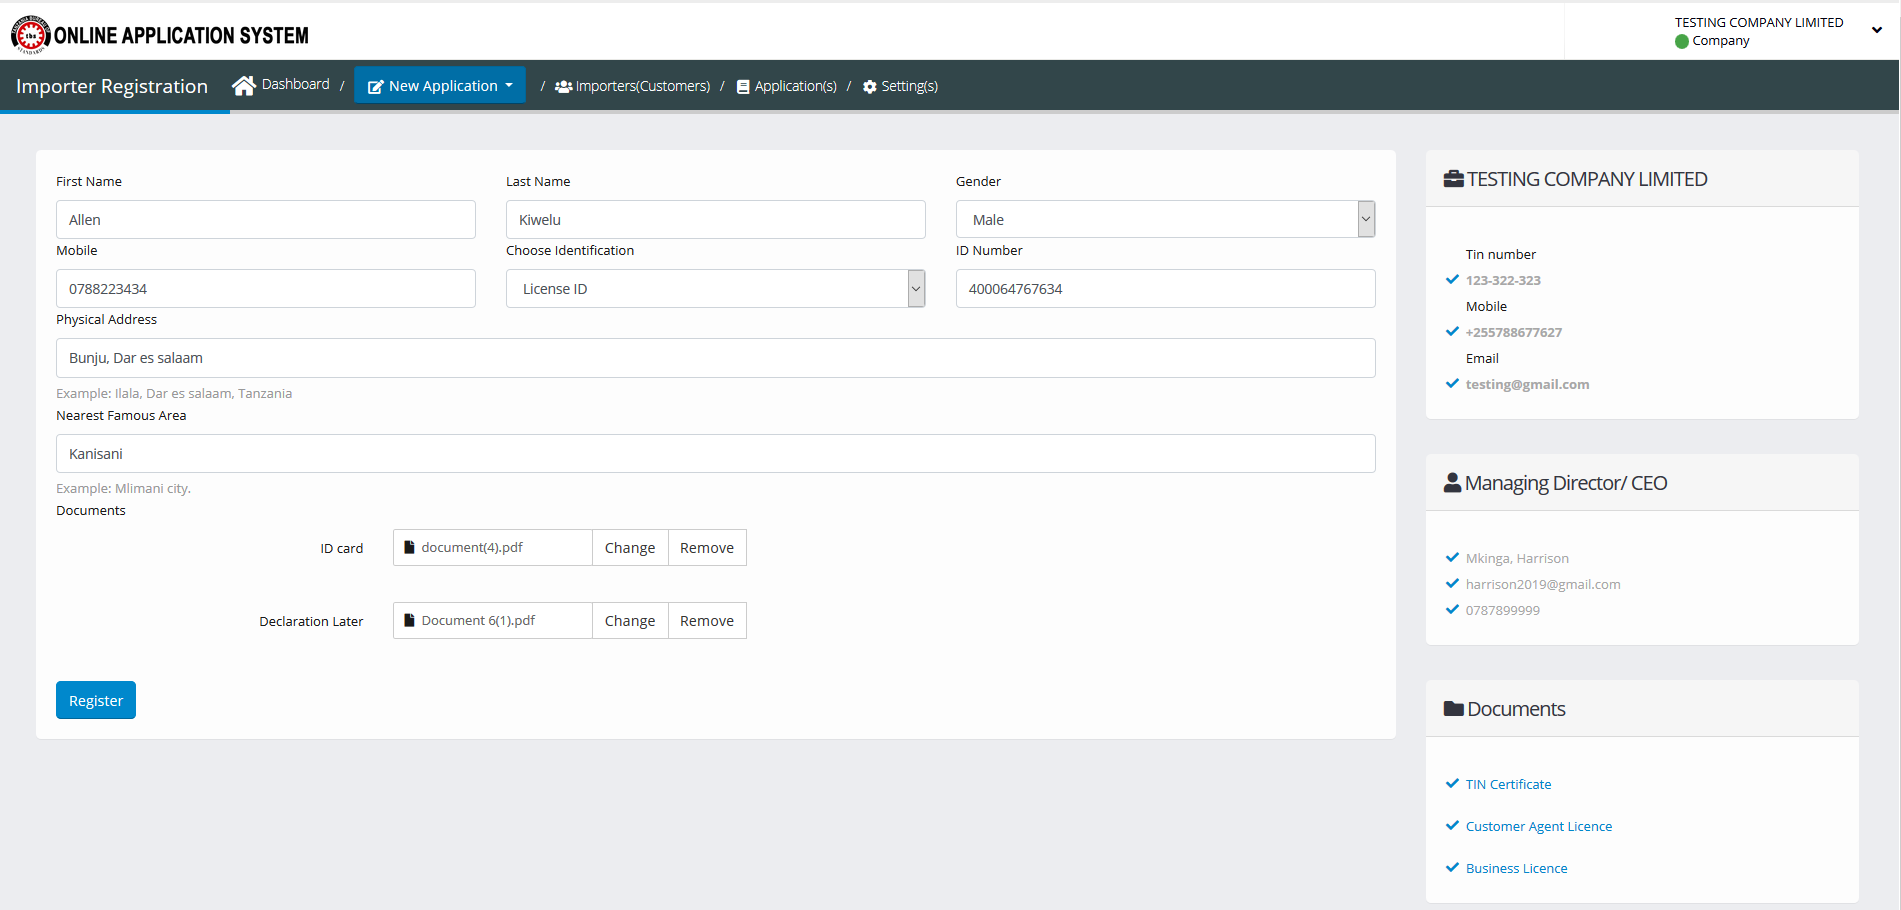 ONLINE APPLICATION SYSTEM
TESTING COMPANY LIMITED
Company
Importer Registration
Dashboard / New Application / Importers(Customers) / Application(s) / Setting(s)
First Name
Last Name
Gender
Allen
Kiwelu
Male
Mobile
Choose Identification
ID Number
0788223434
License ID
400064767634
Physical Address
Bunju, Dar es salaam
Example: Ilala, Dar es salaam, Tanzania
Nearest Famous Area
Kanisani
Example: Mlimani city.
Documents
ID card
document(4).pdf
Change
Remove
Declaration Later
Document 6(1).pdf
Change
Remove
Register
TESTING COMPANY LIMITED
Tin number
123-322-323
Mobile
+255788677627
Email
testing@gmail.com
Managing Director/ CEO
Mkinga, Harrison
harrison2019@gmail.com
0787899999
Documents
TIN Certificate
Customer Agent Licence
Business Licence